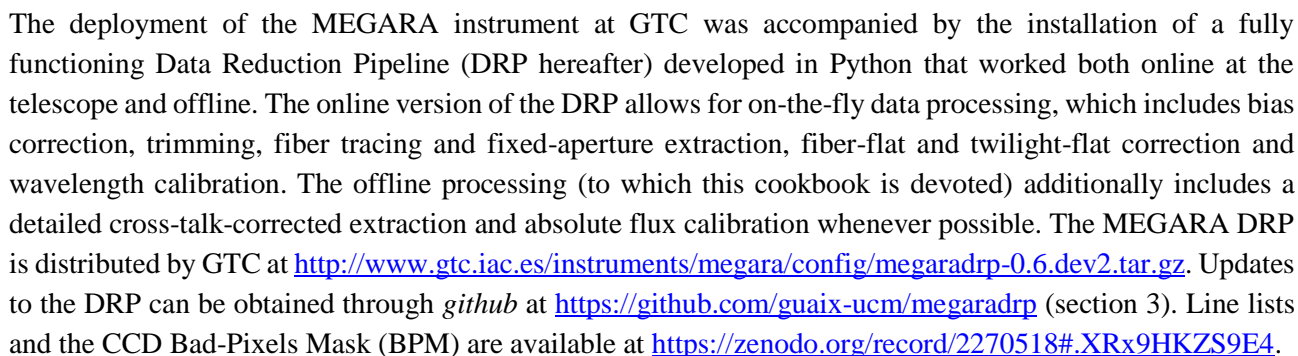 The deployment of the MEGARA instrument at GTC was accompanied by the installation of a fully
functioning Data Reduction Pipeline (DRP hereafter) developed in Python that worked both online at the
telescope and offline. The online version of the DRP allows for on-the-fly data processing, which includes bias
correction, trimming, fiber tracing and fixed-aperture extraction, fiber-flat and twilight-flat correction and
wavelength calibration. The offline processing (to which this cookbook is devoted) additionally includes a
detailed cross-talk-corrected extraction and absolute flux calibration whenever possible. The MEGARA DRP
is distributed by GTC at http://www.gtc.iac.es/instruments/megara/config/megaradrp-0.6.dev2.tar.gz. Updates
to the DRP can be obtained through github at https://github.com/guaix-ucm/megaradrp (section 3). Line lists
and the CCD Bad-Pixels Mask (BPM) are available at https://zenodo.org/record/2270518#.XRx9HKZS9E4.